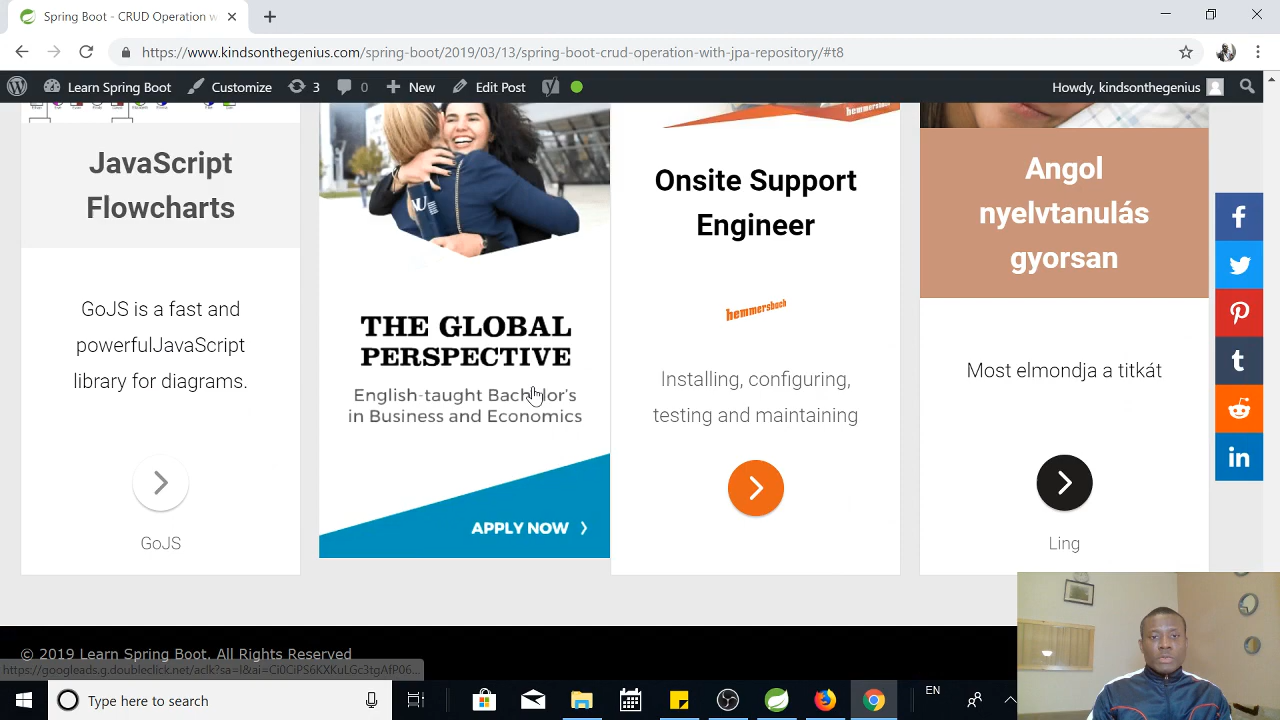 Spring Boot - CRUD Operation w
https://www.kindsonthegenius.com/spring-boot/2019/03/13/spring-boot-crud-operation-with-jpa-repository/#t8
Learn Spring Boot
Customize
3
0
New
Edit Post
Howdy, kindsonthegenius
JavaScript
Flowcharts
GoJS is a fast and
powerfulJavaScript
library for diagrams.
GoJS
THE GLOBAL
PERSPECTIVE
English-taught Bachelor's
in Business and Economics
APPLY NOW
hemmersbach
Onsite Support
Engineer
hemmersbach
Installing, configuring,
testing and maintaining
Angol
nyelvtanulás
gyorsan
Most elmondja a titkát
Ling
© 2019 Learn Spring Boot. All Rights Reserved
Type here to search
EN